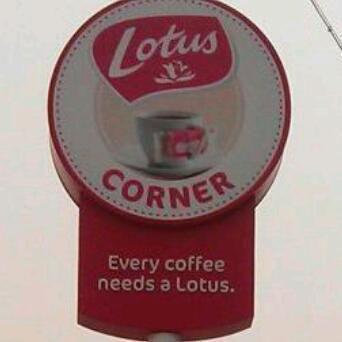 Lotus
CORNER
Every coffee
needs a Lotus.